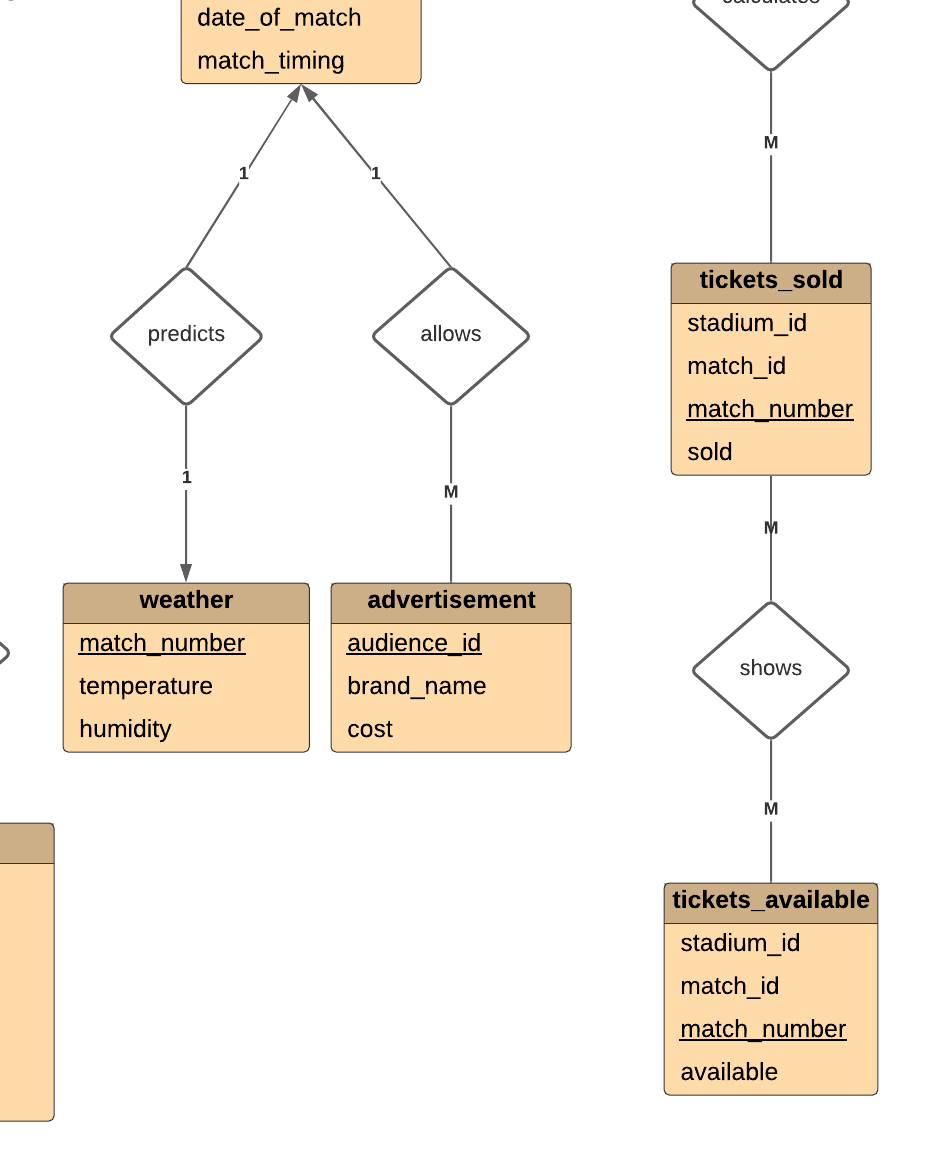 date_of_match
match_timing
1
1
predicts
allows
1
M
weather
match_number
temperature
humidity
advertisement
audience_id
brand_name
cost
M
tickets_sold
stadium_id
match_id
match_number
sold
M
shows
M
tickets_available
stadium_id
match_id
match_number
available